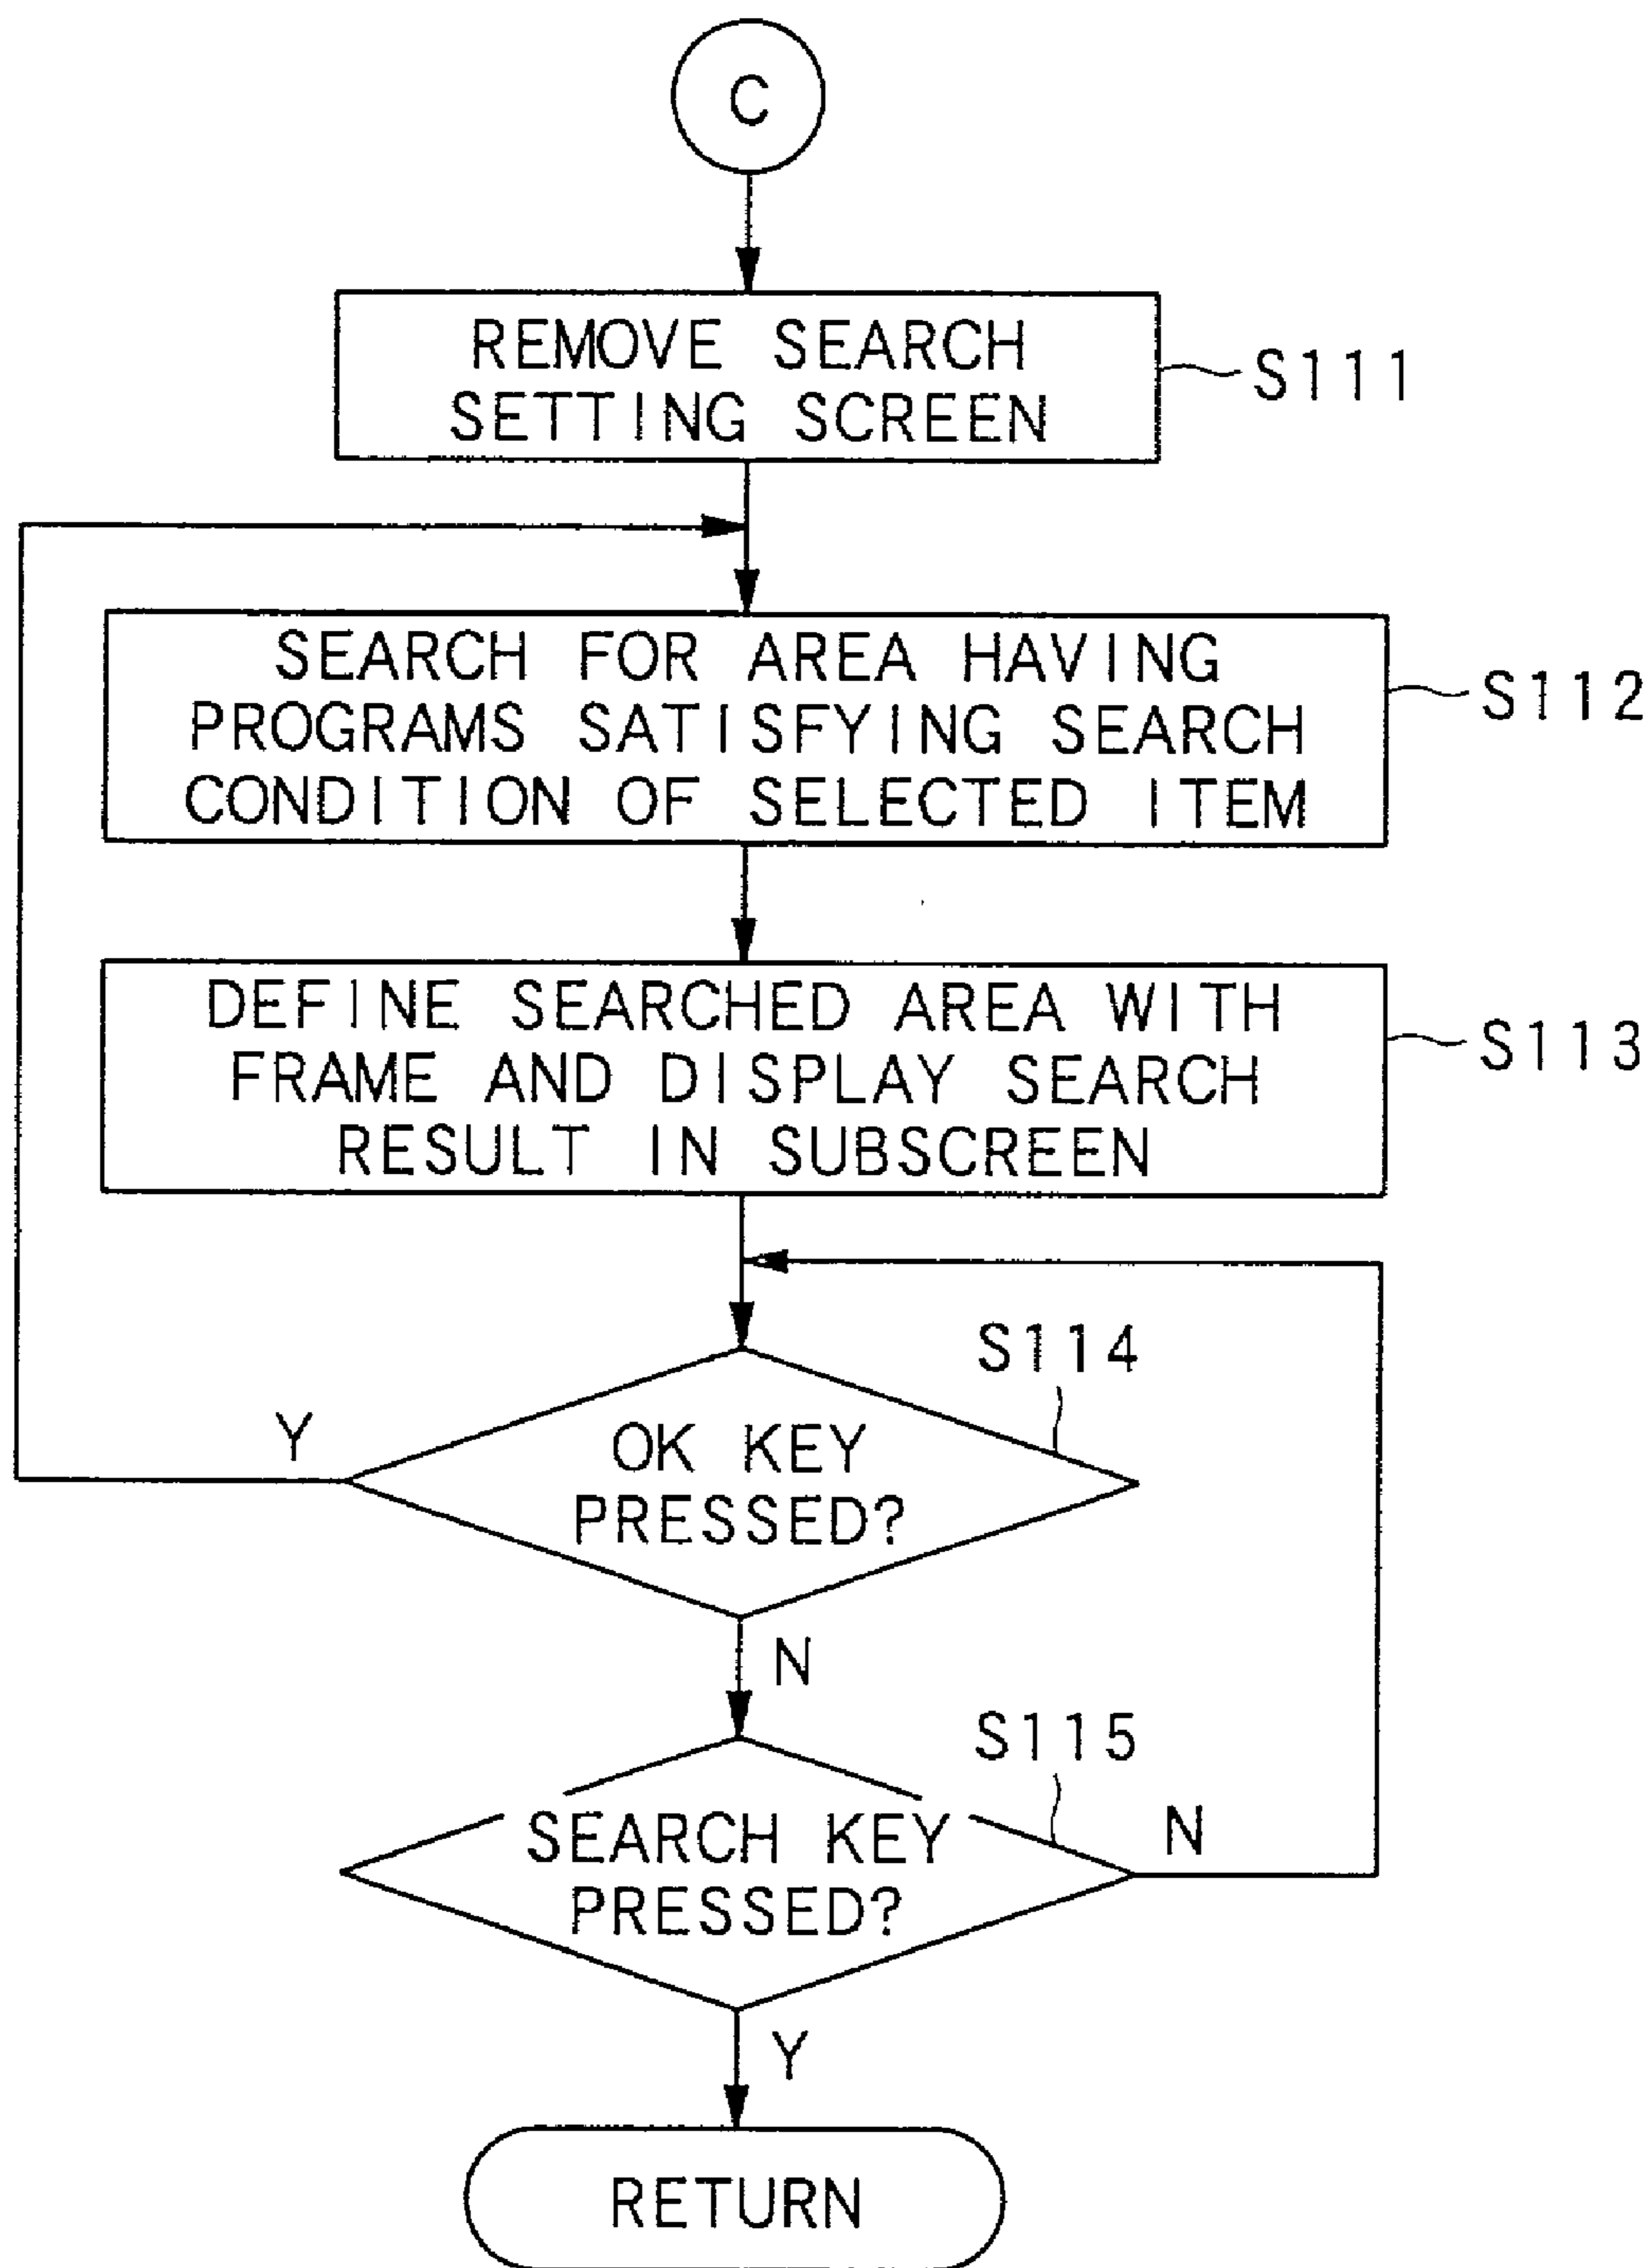 C
REMOVE SEARCH
SETTING SCREEN
S111
SEARCH FOR AREA HAVING
PROGRAMS SATISFYING SEARCH
CONDITION OF SELECTED ITEM
S112
DEFINE SEARCHED AREA WITH
FRAME AND DISPLAY SEARCH
RESULT IN SUBSCREEN
S113
S114
Y
OK KEY
PRESSED?
N
S115
SEARCH KEY
PRESSED?
N
Y
RETURN